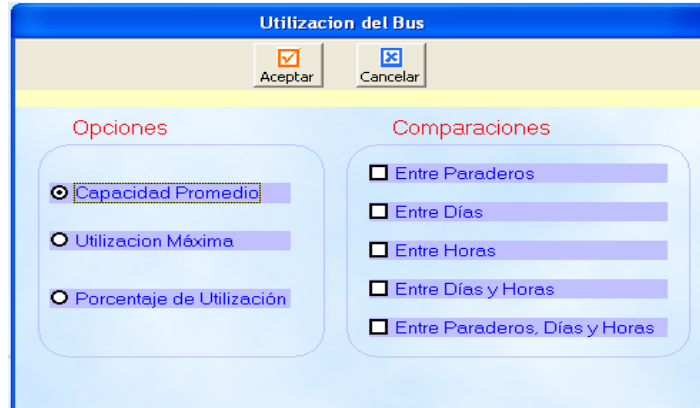 Utilizacion del Bus
Aceptar
Cancelar
Opciones
Capacidad Promedio
Utilizacion Máxima
Porcentaje de Utilización
Comparaciones
Entre Paraderos
Entre Días
Entre Horas
Entre Días y Horas
Entre Paraderos, Días y Horas